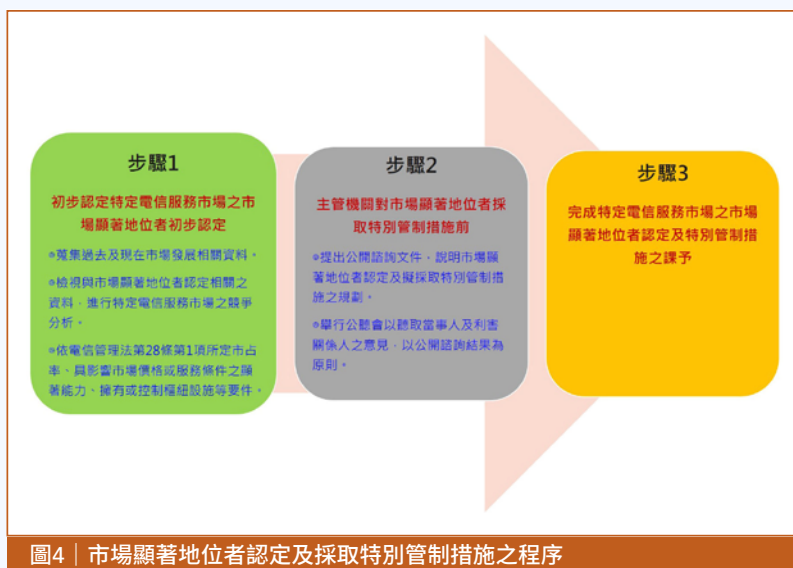 步驟1
初步認定特定電信服務市場之市
場顯著地位者初步認定
◉蒐集過去及現在市場發展相關資料。
◉檢視與市場顯著地位者認定相關之
資料，進行特定電信服務市場之競爭
分析。
◉依電信管理法第28條第1項所定市占
率、具影響市場價格或服務條件之顯
著能力、擁有或控制樞紐設施等要件。
步驟2
主管機關對市場顯著地位者採
取特別管制措施前
◉提出公開諮詢文件、說明市場顯
著地位者認定及擬採取特別管制措
施之規劃。
◉舉行公聽會以聽取當事人及利害
關係人之意見，以公開諮詢結果為
原則。
步驟3
完成特定電信服務市場之市場
顯著地位者認定及特別管制措
施之課予
圖4｜市場顯著地位者認定及採取特別管制措施之程序